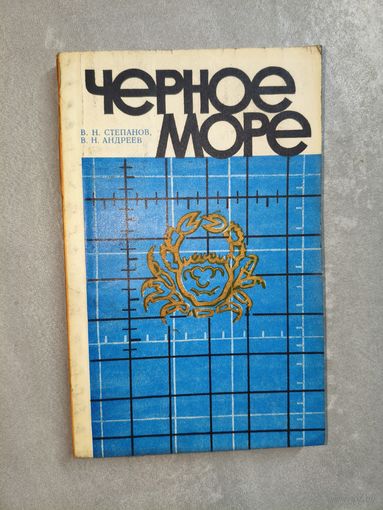 ЧЕРНОЕ
МОРЕ
В. Н. СТЕПАНОВ,
В. Н. АНДРЕЕВ